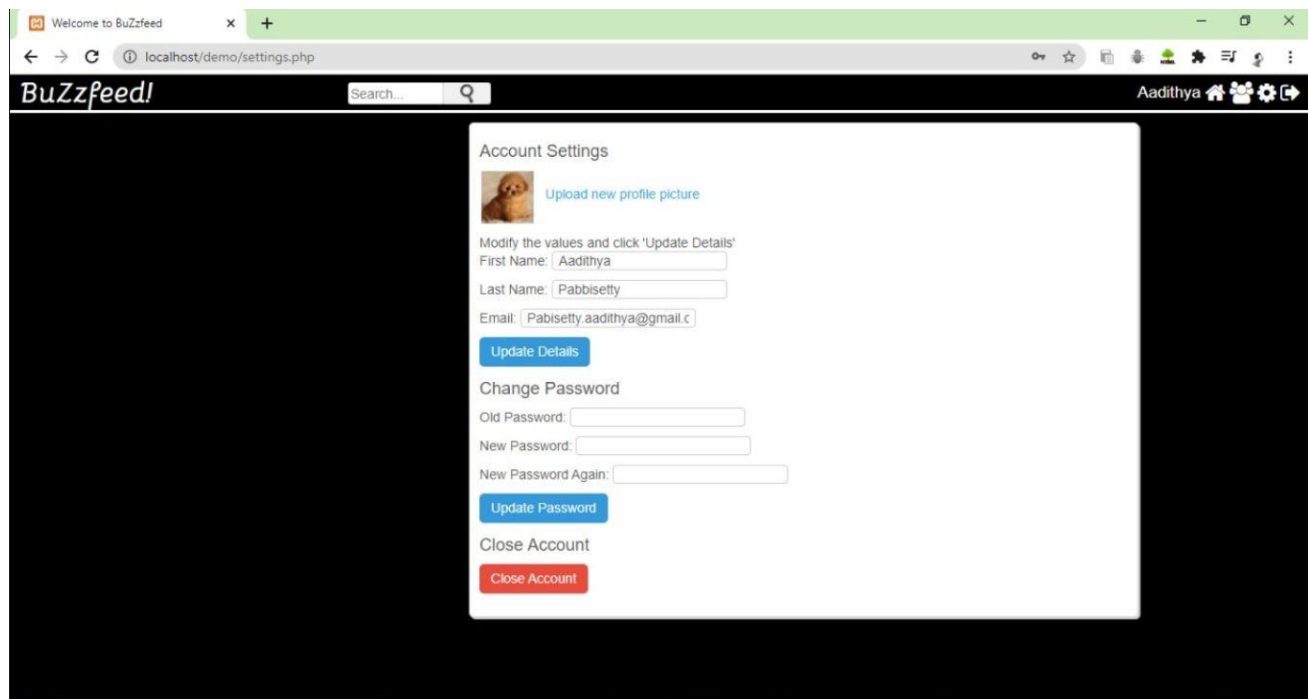 Welcome to BuZzfeed
localhost/demo/settings.php
BuZzfeed!
Search...
Aadithya
Account Settings
Upload new profile picture
Modify the values and click 'Update Details'
First Name: Aadithya
Last Name: Pabbisetty
Email: Pabisetty.aadithya@gmail.c
Update Details
Change Password
Old Password:
New Password:
New Password Again:
Update Password
Close Account
Close Account